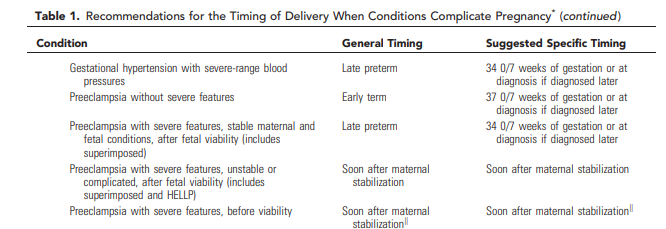 Table 1. Recommendations for the Timing of Delivery When Conditions Complicate Pregnancy* (continued)
Condition General Timing Suggested Specific Timing
Gestational hypertension with severe-range blood Late preterm 34 0/7 weeks of gestation or at
pressures diagnosis if diagnosed later
Preeclampsia without severe features Early term 37 0/7 weeks of gestation or at
diagnosis if diagnosed later
Preeclampsia with severe features, stable maternal and Late preterm 34 0/7 weeks of gestation or at
fetal conditions, after fetal viability (includes diagnosis if diagnosed later
superimposed)
Preeclampsia with severe features, unstable or Soon after maternal Soon after maternal stabilization
complicated, after fetal viability (includes stabilization
superimposed and HELLP)
Preeclampsia with severe features, before viability Soon after maternal Soon after maternal stabilization‖
stabilization‖